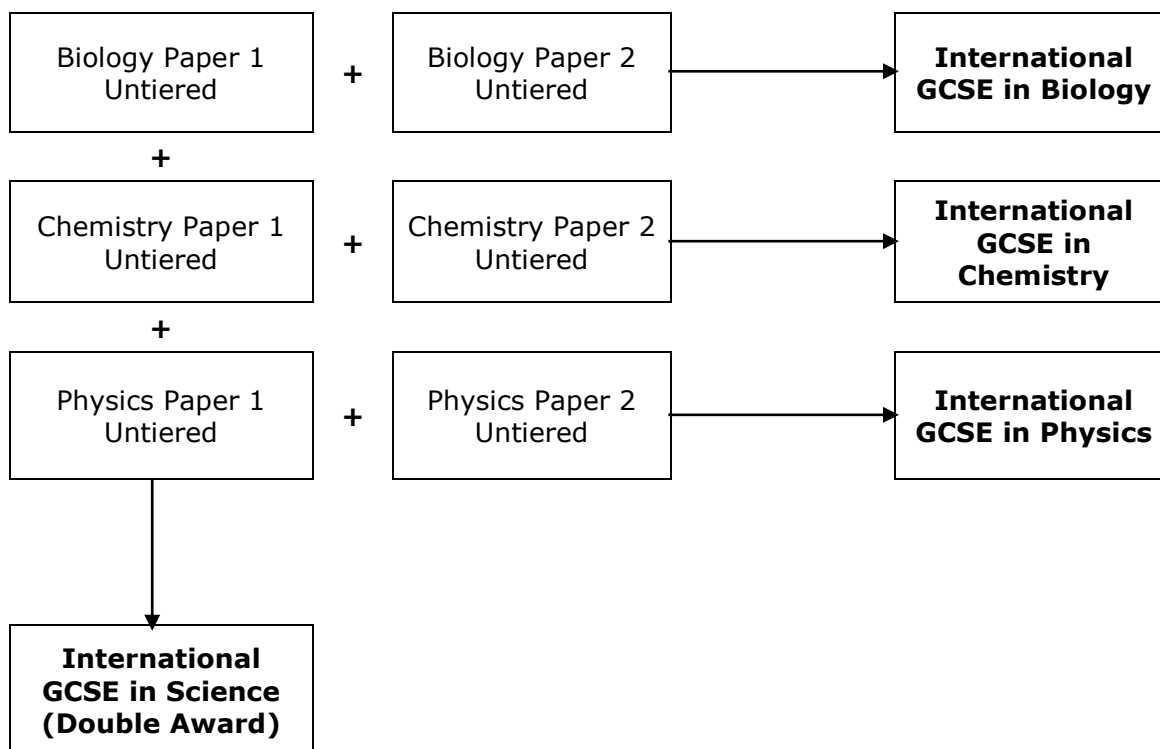 Biology Paper 1
Untiered
+
Biology Paper 2
Untiered
International
GCSE in Biology
+
Chemistry Paper 1
Untiered
+
Chemistry Paper 2
Untiered
International
GCSE in
Chemistry
+
Physics Paper 1
Untiered
+
Physics Paper 2
Untiered
International
GCSE in Physics
International
GCSE in Science
(Double Award)